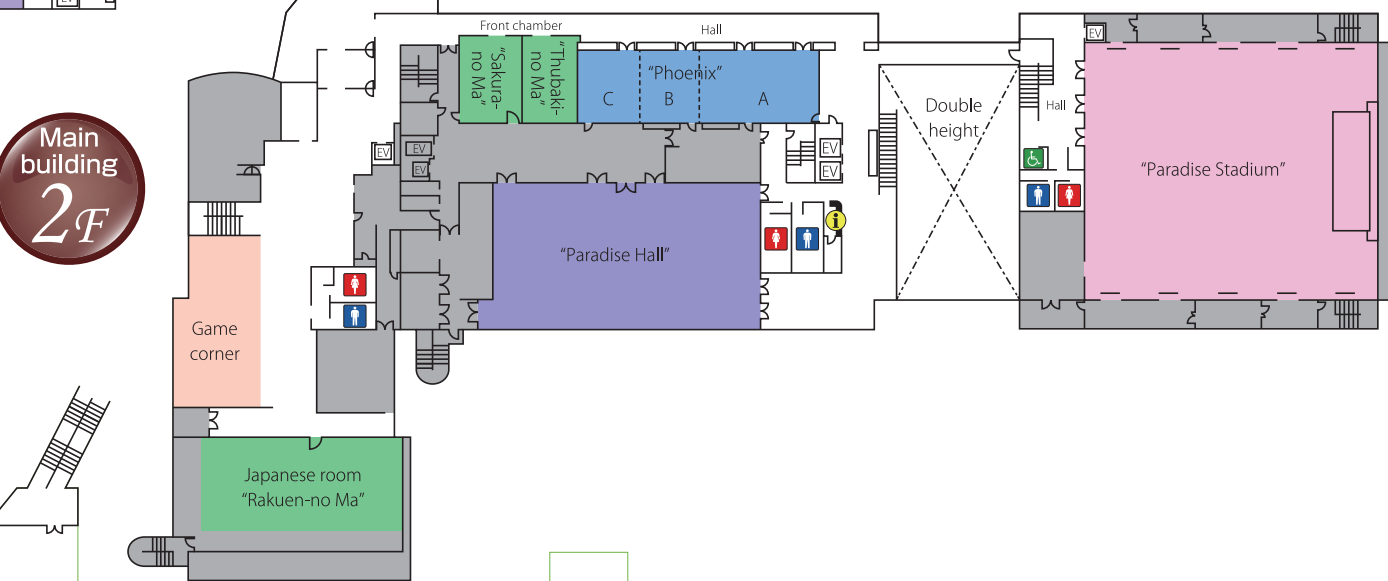 Front chamber
Hall
EV
"Sakura-
no Ma"
"Thubaki-
no Ma"
"Phoenix"
C
B
A
Main
building
2F
EV
EV
EV
EV
EV
Double
height
Hall
"Paradise Stadium"
"Paradise Hall"
i
Game
corner
Japanese room
"Rakuen-no Ma"